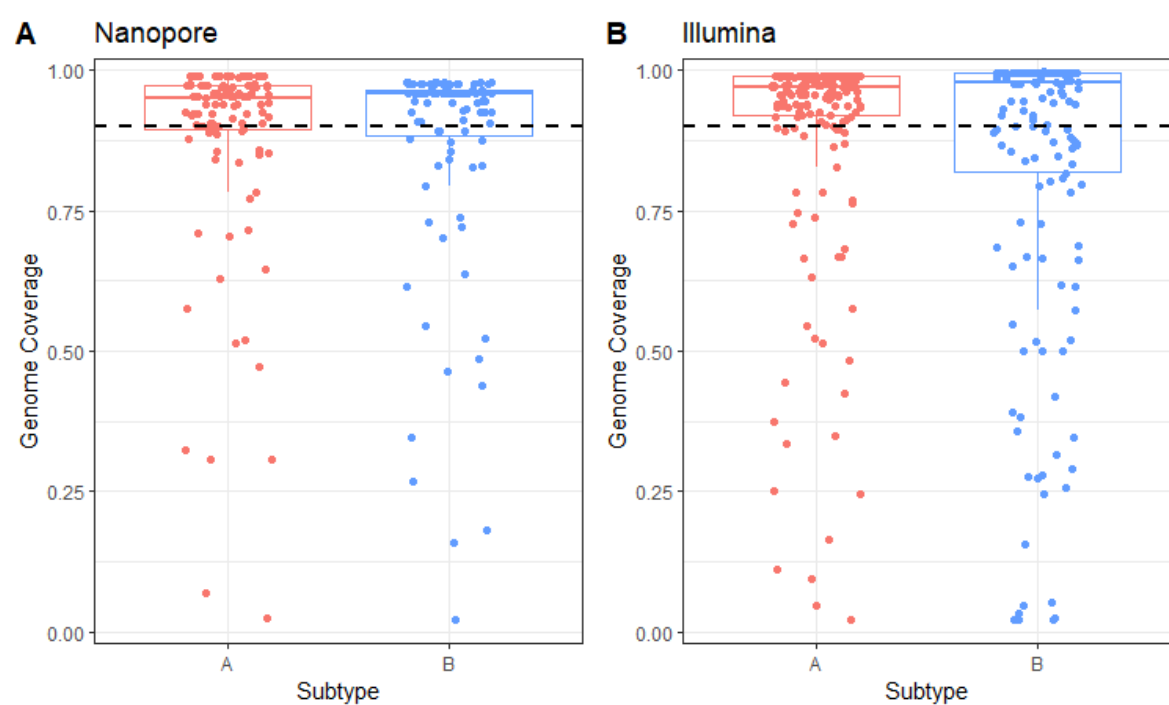 A Nanopore
Genome Coverage
1.00
0.75
0.50
0.25
0.00
A B
Subtype
B Illumina
Genome Coverage
1.00
0.75
0.50
0.25
0.00
A B
Subtype